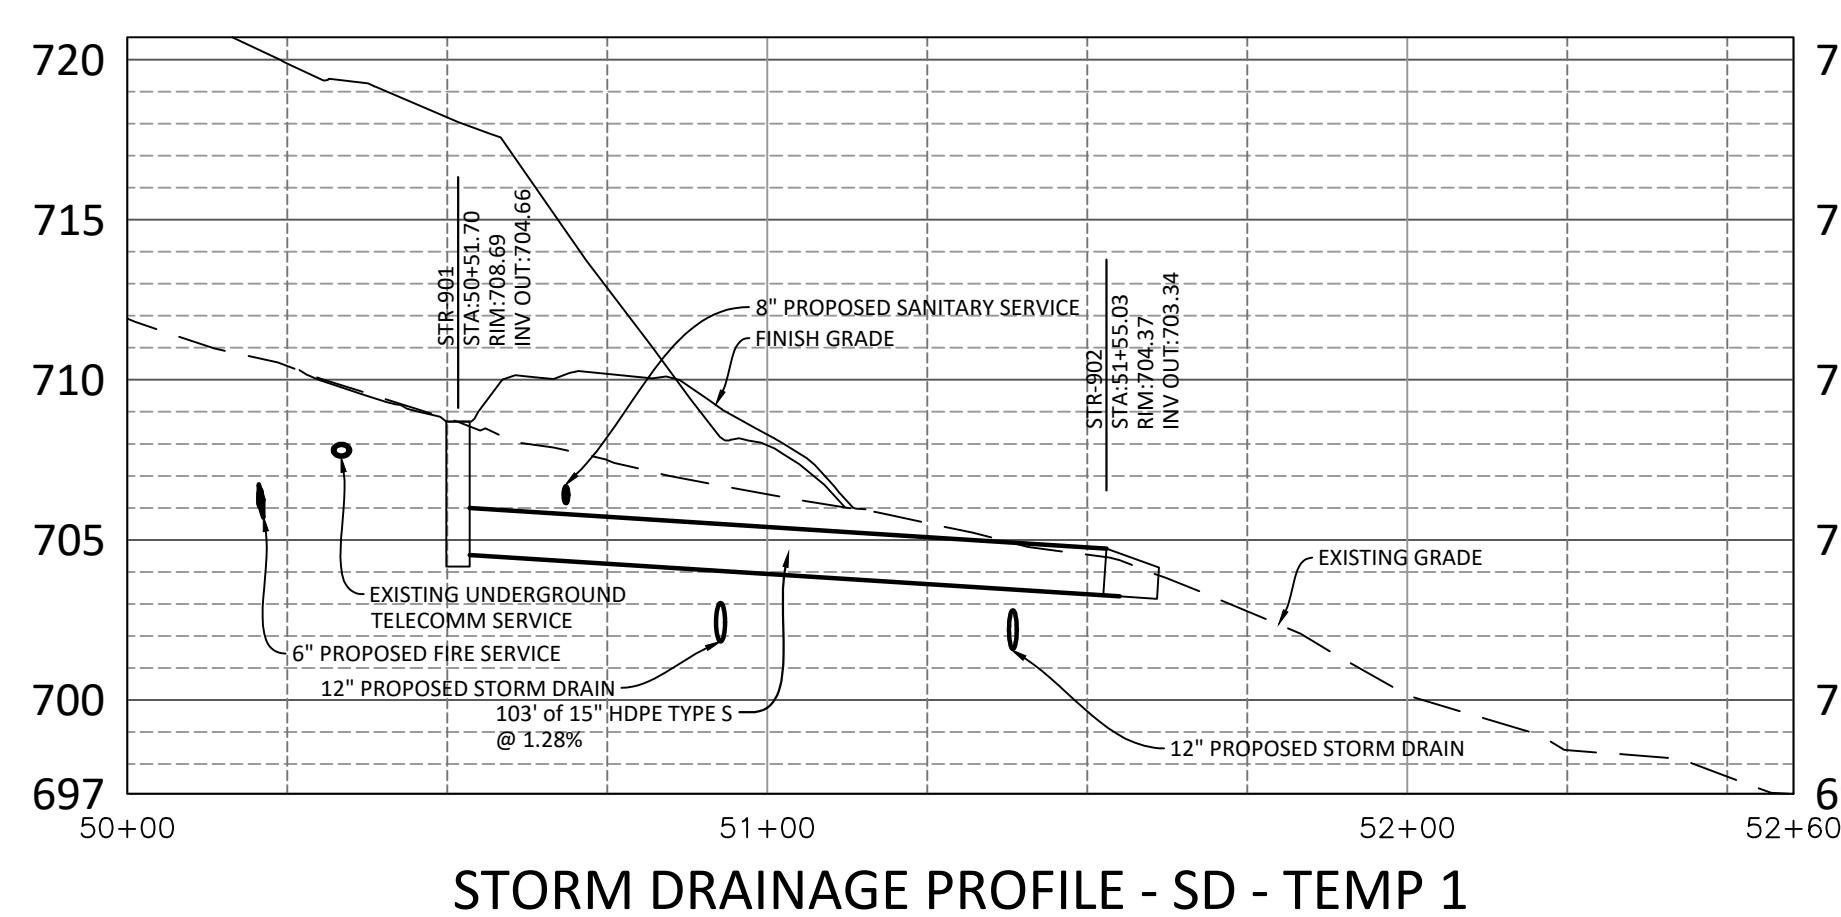 720
7
715
7
710
7
705
7
700
7
697
6
STR-901
STA:50+51.70
RIM:708.69
INV OUT:704.66
8" PROPOSED SANITARY SERVICE
FINISH GRADE
STR-902
STA:51+55.03
RIM:704.37
INV OUT:703.34
EXISTING GRADE
EXISTING UNDERGROUND
TELECOMM SERVICE
6" PROPOSED FIRE SERVICE
12" PROPOSED STORM DRAIN
103' of 15" HDPE TYPE S
@ 1.28%
12" PROPOSED STORM DRAIN
50+00
51+00
52+00
52+60
STORM DRAINAGE PROFILE - SD - TEMP 1